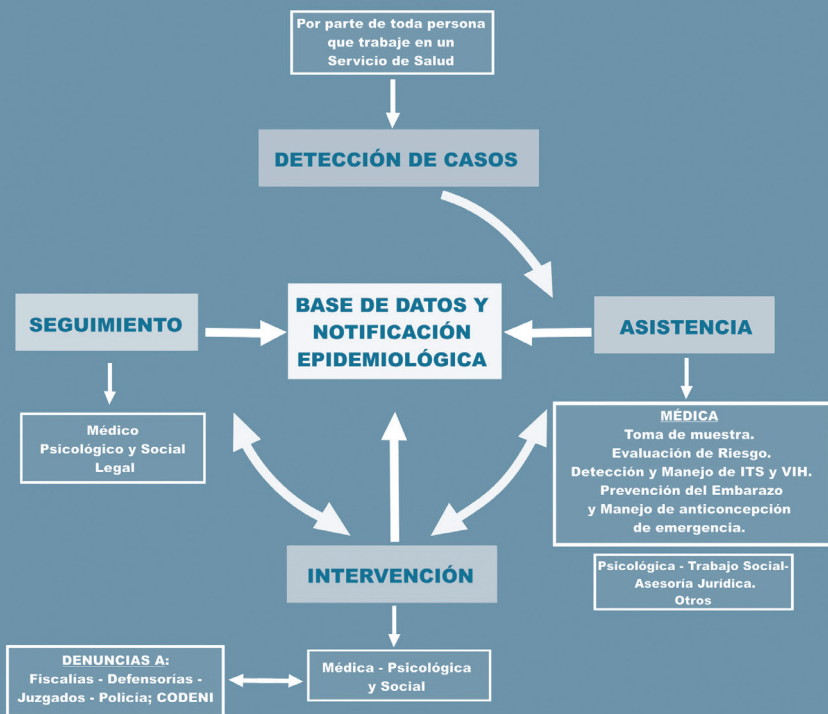 Por parte de toda persona
que trabaje en un
Servicio de Salud
DETECCIÓN DE CASOS
BASE DE DATOS Y
NOTIFICACIÓN
EPIDEMIOLÓGICA
SEGUIMIENTO
ASISTENCIA
Médico
Psicológico y Social
Legal
MÉDICA
Toma de muestra.
Evaluación de Riesgo.
Detección y Manejo de ITS y VIH.
Prevención del Embarazo
y Manejo de anticoncepción
de emergencia.
Psicológica - Trabajo Social-
Asesoría Jurídica.
Otros
INTERVENCIÓN
Médica - Psicológica
y Social
DENUNCIAS A:
Fiscalías - Defensorías -
Juzgados - Policía; CODENI